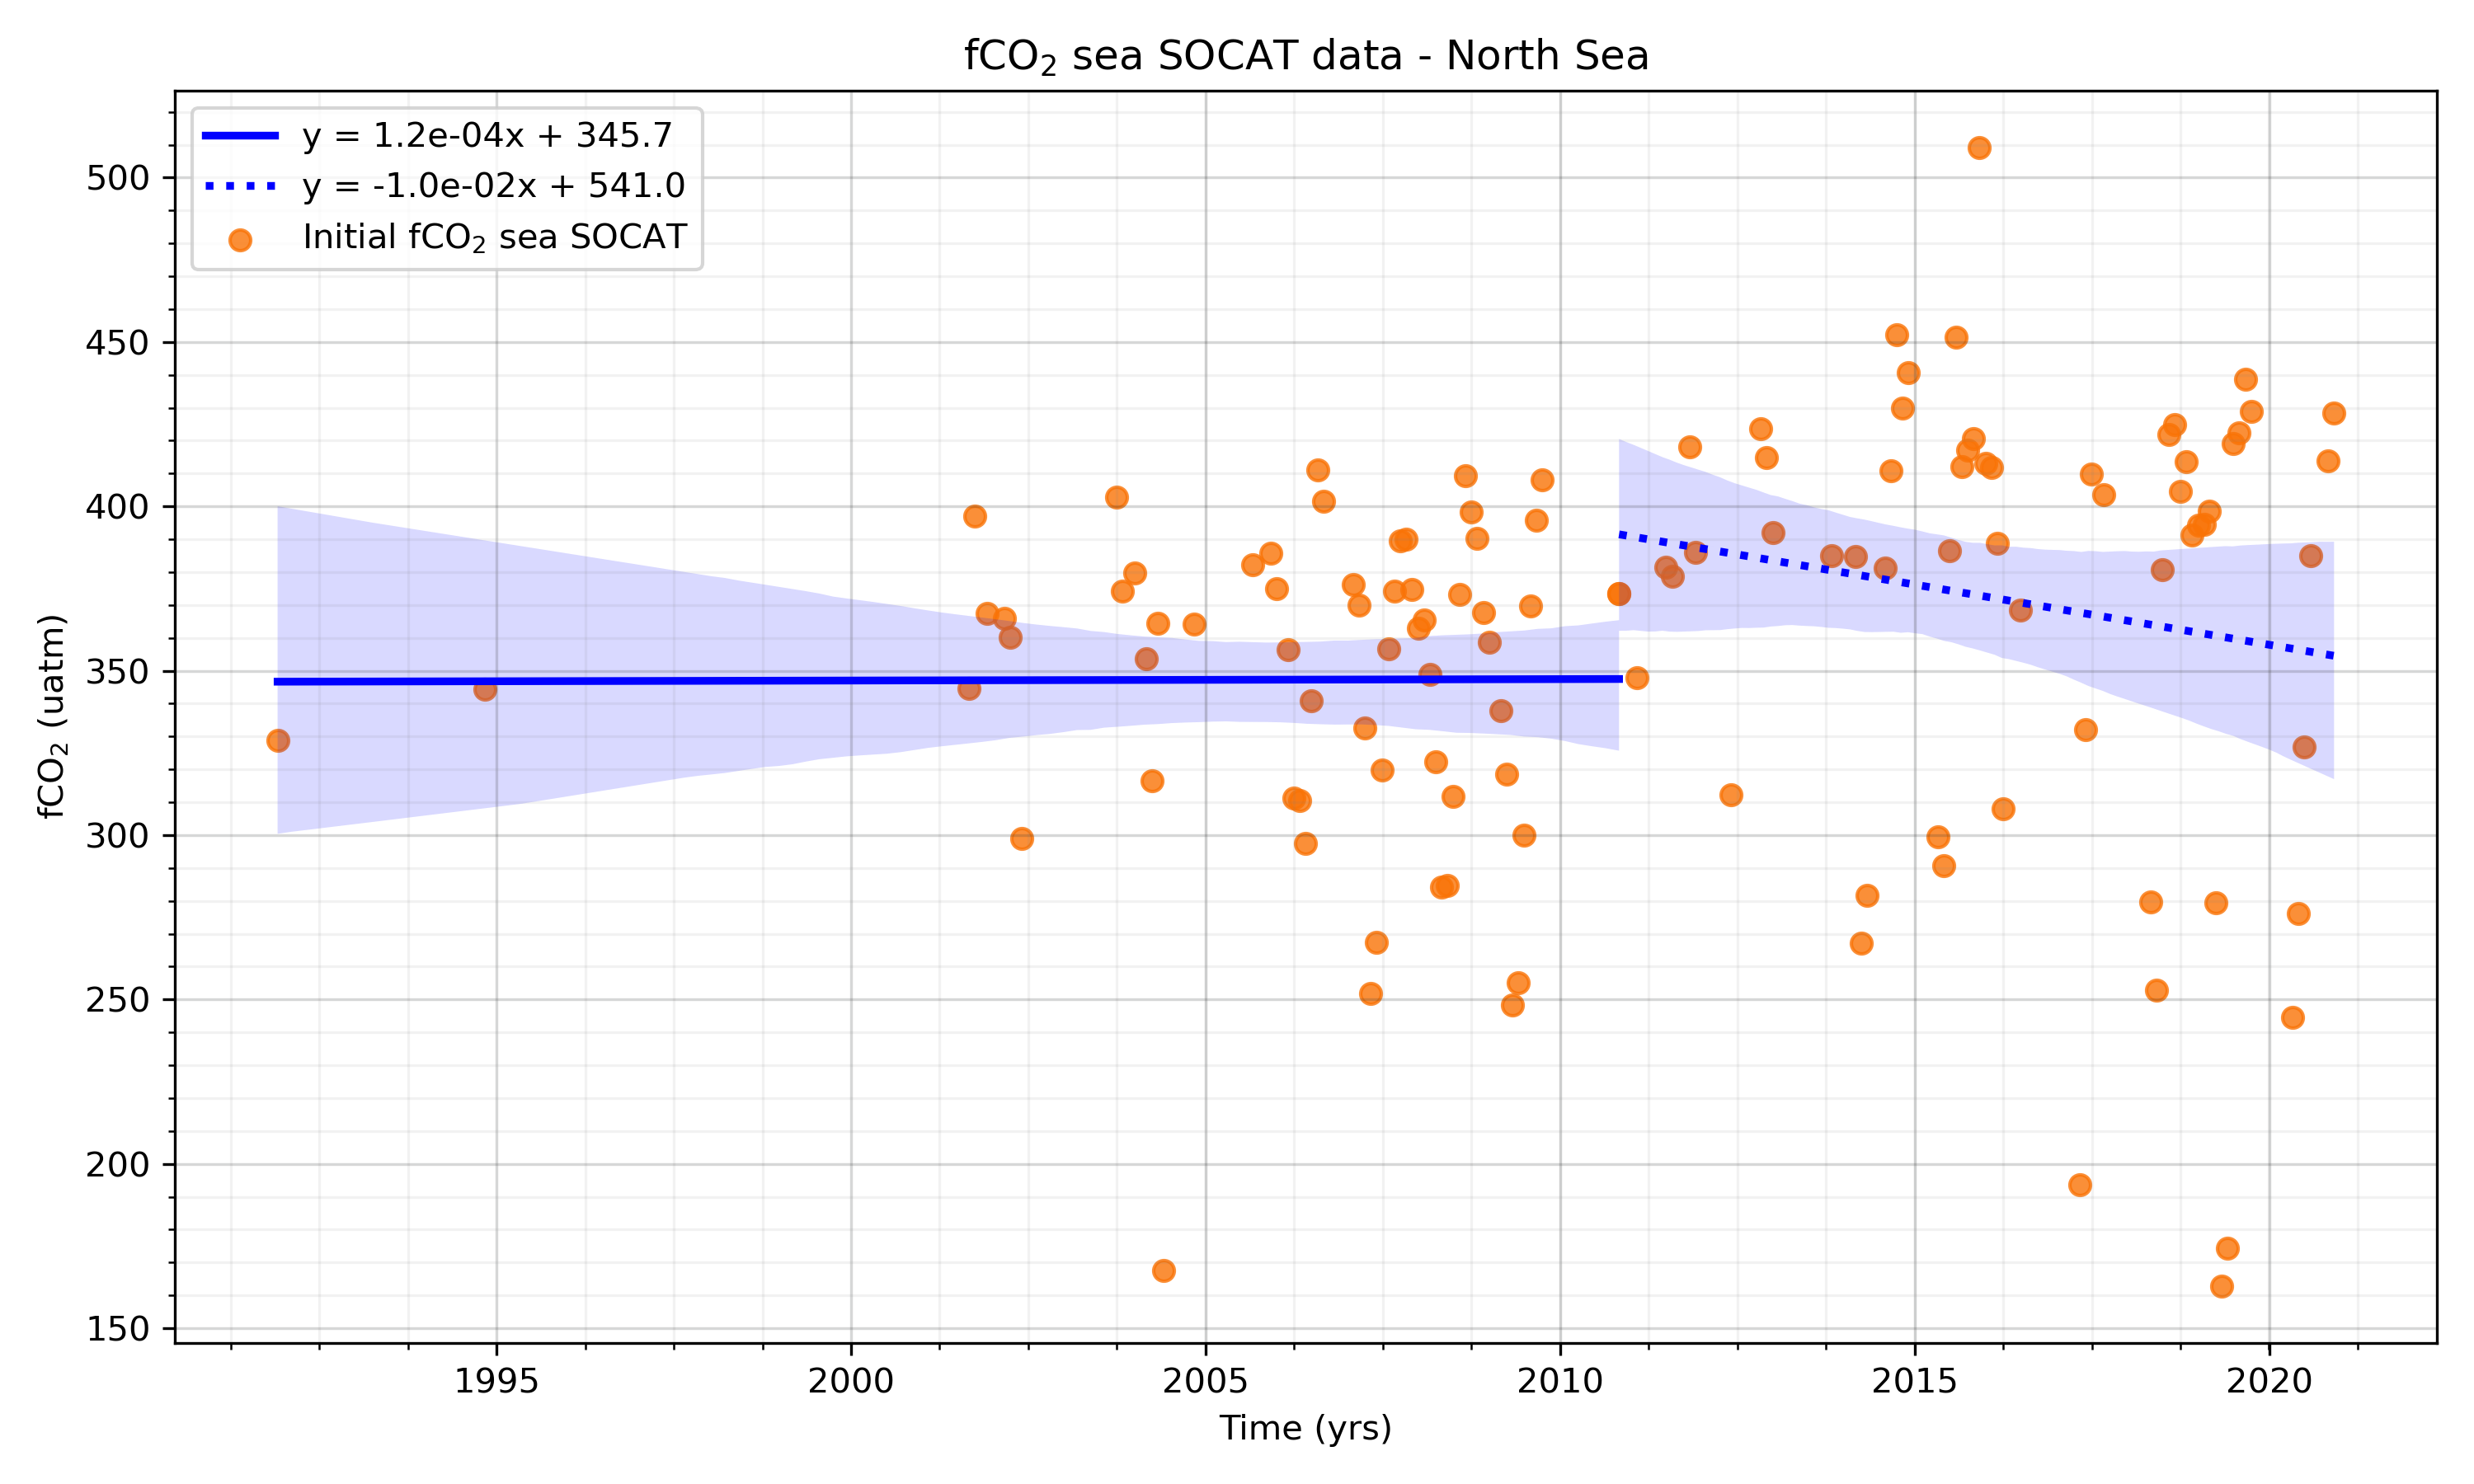 fCO₂ sea SOCAT data - North Sea
y = 1.2e-04x + 345.7
y = -1.0e-02x + 541.0
Initial fCO₂ sea SOCAT
fCO₂ (uatm)
500
450
400
350
300
250
200
150
1995 2000 2005 2010 2015 2020
Time (yrs)